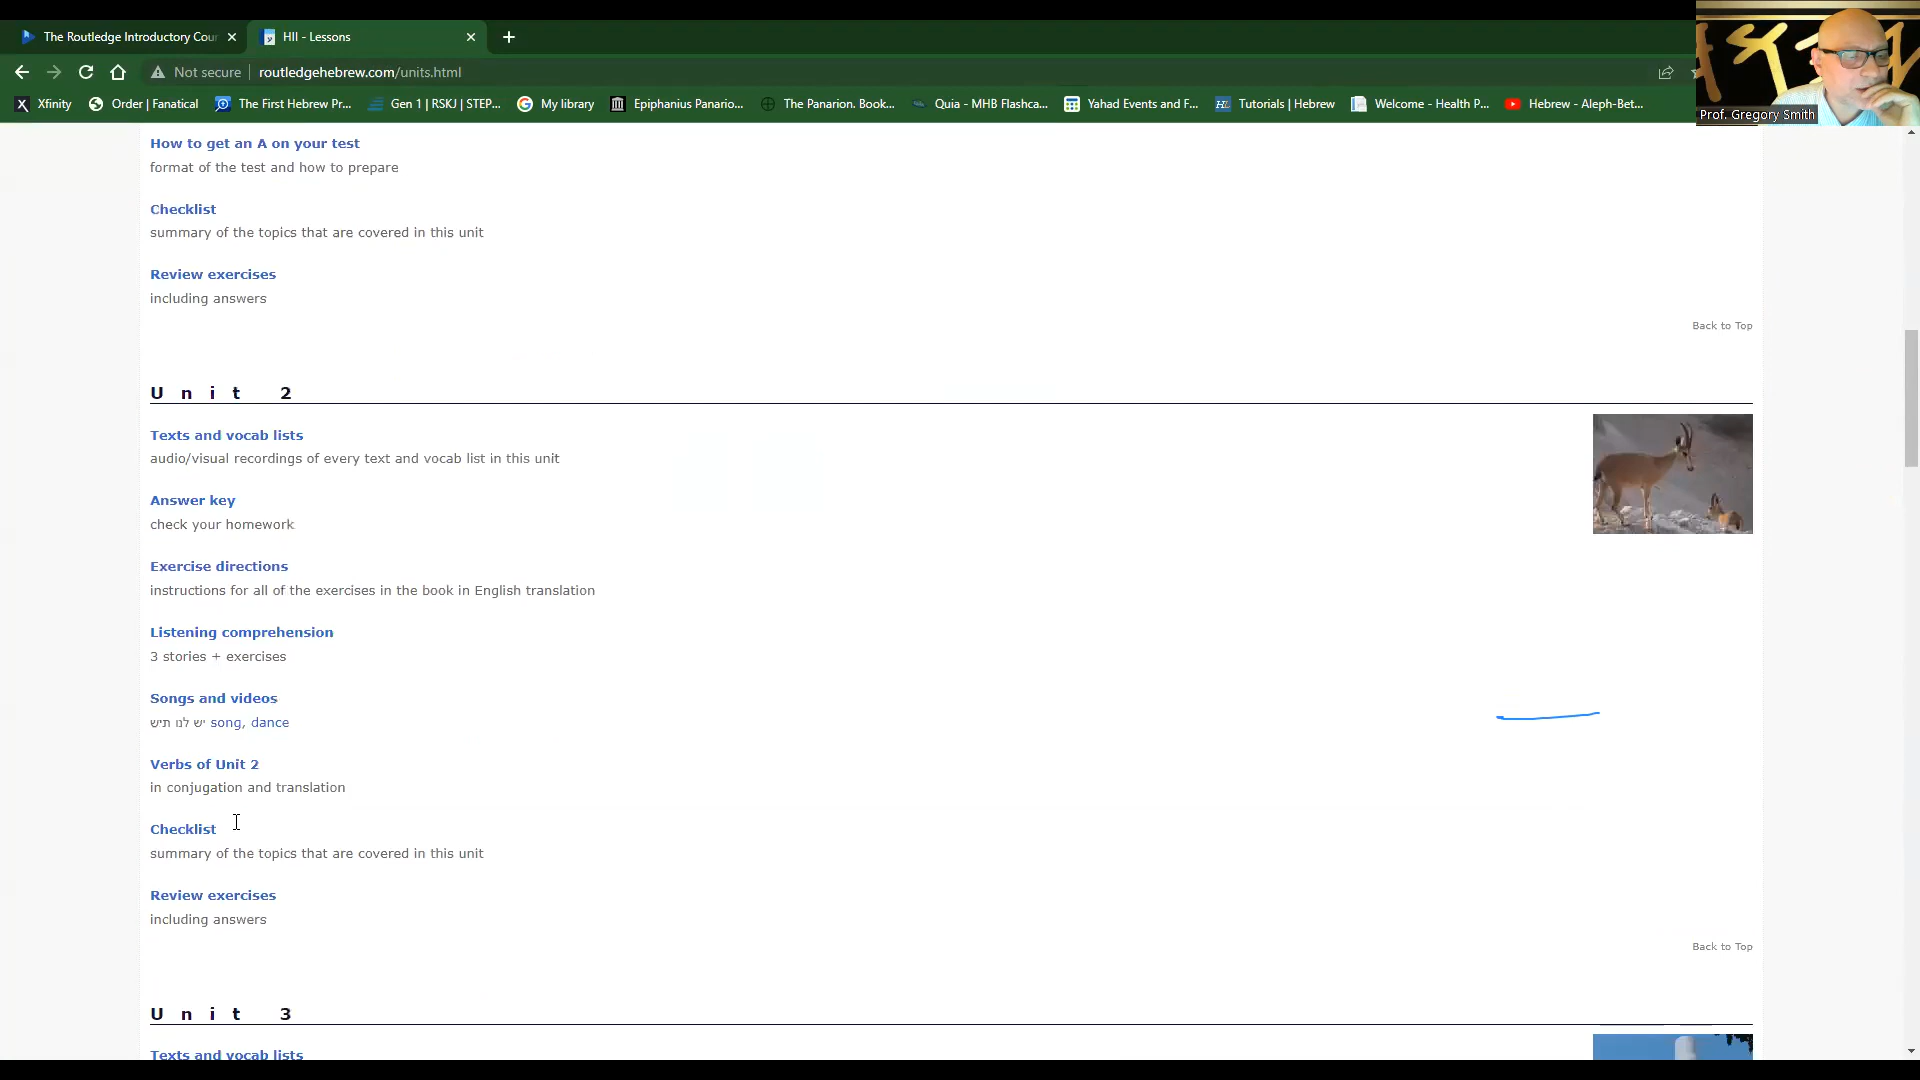 The Routledge Introductory Cou
HII - Lessons
Not secure
routledgehebrew.com/units.html
Xfinity
Order | Fanatical
The First Hebrew Pr...
Gen 1 | RSKJ | STEP...
My library
Epiphanius Panario...
The Panarion. Book...
Quia - MHB Flashca...
Yahad Events and F...
Tutorials | Hebrew
Welcome - Health P...
Hebrew - Aleph-Bet...
Prof. Gregory Smith
How to get an A on your test
format of the test and how to prepare
Checklist
summary of the topics that are covered in this unit
Review exercises
including answers
Back to Top
Unit 2
Texts and vocab lists
audio/visual recordings of every text and vocab list in this unit
Answer key
check your homework
Exercise directions
instructions for all of the exercises in the book in English translation
Listening comprehension
3 stories + exercises
Songs and videos
יש לנו תיש song, dance
Verbs of Unit 2
in conjugation and translation
Checklist
summary of the topics that are covered in this unit
Review exercises
including answers
Back to Top
Unit 3
Texts and vocab lists